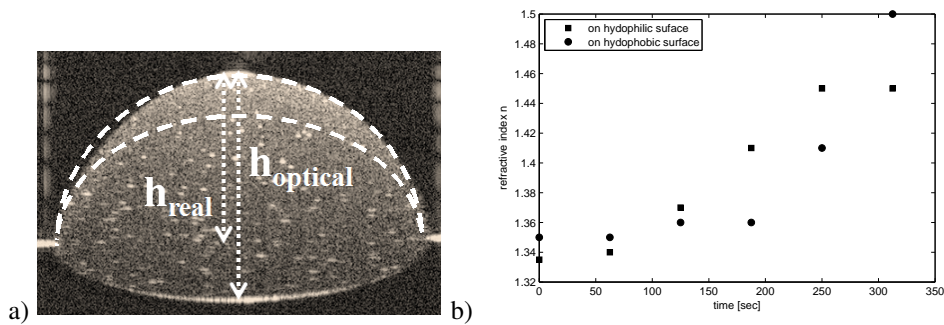 a)
h_real
h_optical
b)
on hydophilic suface
on hydophobic surface
1.5
1.48
1.46
1.44
1.42
1.4
1.38
1.36
1.34
1.32
refractive index n
0
50
100
150
200
250
300
350
time [sec]